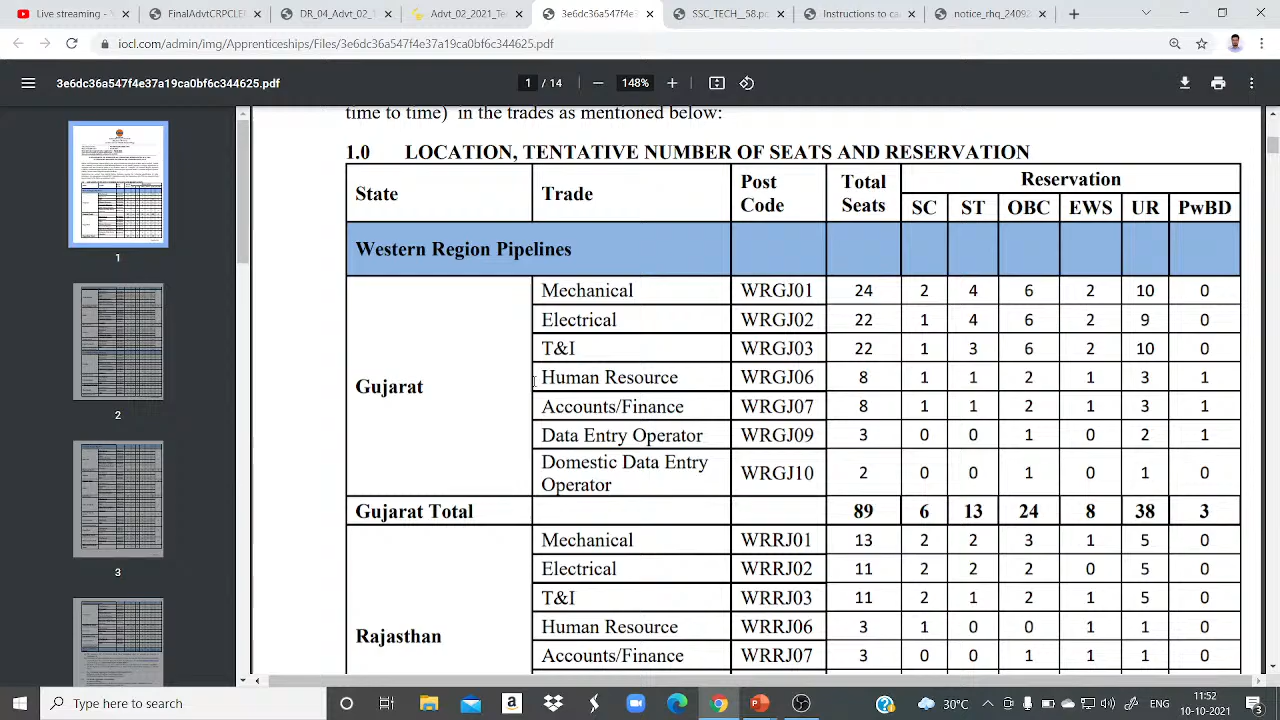 Live streaming -
FinalAdvtCRPCLE
DR_04_Advt_02_1
Advt_02_2021_Te
3e6dc36a547f4e3
SSC 1_58.pd
Instructions to ca
notice_rhq_2409
iocl.com/admin/img/Apprenticeships/Files/3e6dc36a547f4e37a19ca0bf6c344625.pdf
3e6dc36a547f4e37a19ca0bf6c344625.pdf 1 / 14 148%
time to time) in the trades as mentioned below:
1.0 LOCATION, TENTATIVE NUMBER OF SEATS AND RESERVATION
State Trade Post Code Total Seats Reservation
SC ST OBC EWS UR PwBD
Western Region Pipelines
Gujarat
Mechanical WRGJ01 24 2 4 6 2 10 0
Electrical WRGJ02 22 1 4 6 2 9 0
T&I WRGJ03 22 1 3 6 2 10 0
Human Resource WRGJ06 8 1 1 2 1 3 1
Accounts/Finance WRGJ07 8 1 1 2 1 3 1
Data Entry Operator WRGJ09 3 0 0 1 0 2 1
Domestic Data Entry Operator WRGJ10 2 0 0 1 0 1 0
Gujarat Total 89 6 13 24 8 38 3
Rajasthan
Mechanical WRRJ01 13 2 2 3 1 5 0
Electrical WRRJ02 11 2 2 2 0 5 0
T&I WRRJ03 11 2 1 2 1 5 0
Human Resource WRRJ06 3 1 0 0 1 1 0
Accounts/Finance WRRJ07 3 0 0 1 1 1 0
1
2
3
Type here to search
30°C
ENG
11:52
10-10-2021